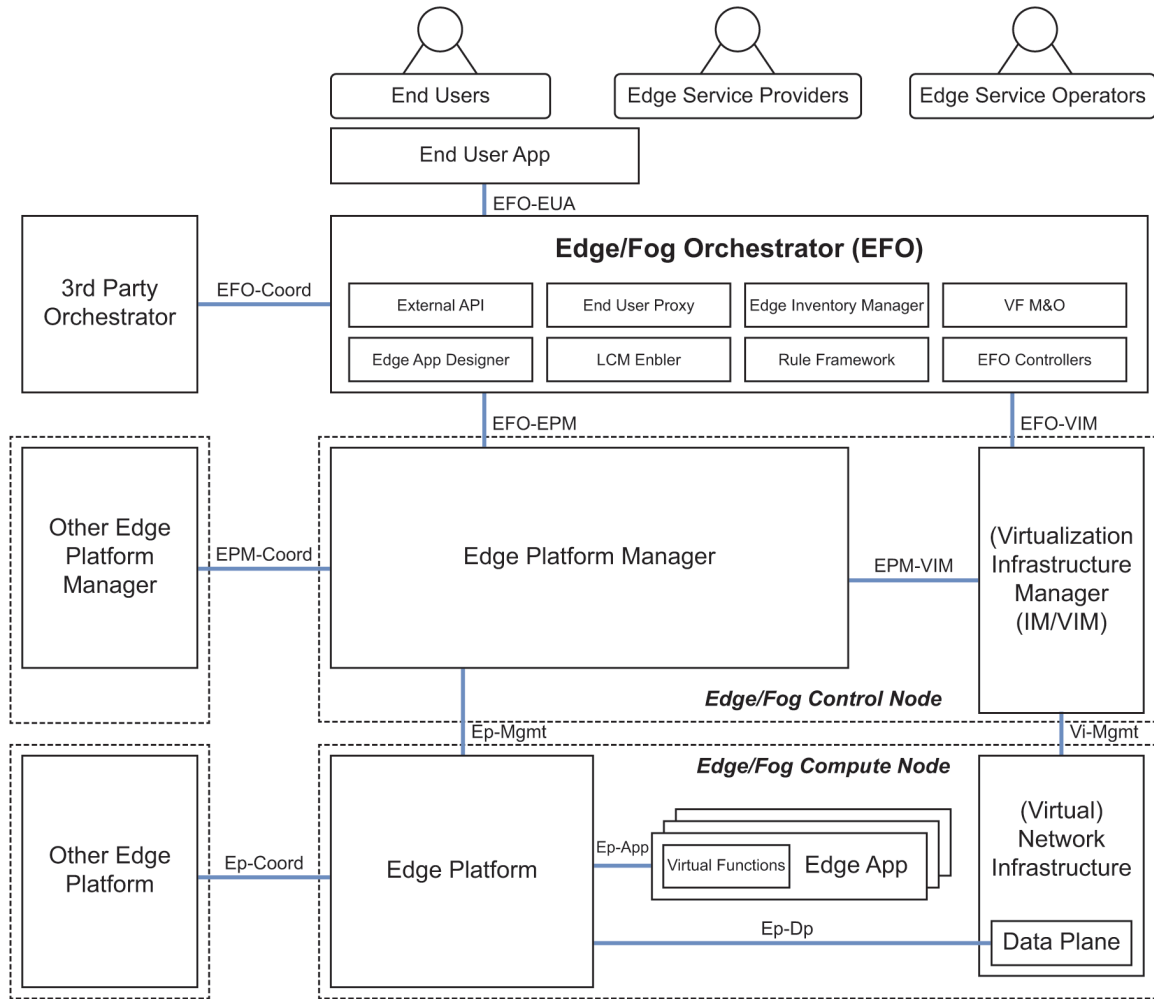 End Users
Edge Service Providers
Edge Service Operators
End User App
EFO-EUA
3rd Party
Orchestrator
EFO-Coord
Edge/Fog Orchestrator (EFO)
External API
End User Proxy
Edge Inventory Manager
VF M&O
Edge App Designer
LCM Enbler
Rule Framework
EFO Controllers
EFO-EPM
EFO-VIM
Other Edge
Platform
Manager
EPM-Coord
Edge Platform Manager
EPM-VIM
(Virtualization
Infrastructure
Manager
(IM/VIM)
Edge/Fog Control Node
Ep-Mgmt
Vi-Mgmt
Edge/Fog Compute Node
Other Edge
Platform
Ep-Coord
Edge Platform
Ep-App
Virtual Functions
Edge App
(Virtual)
Network
Infrastructure
Ep-Dp
Data Plane